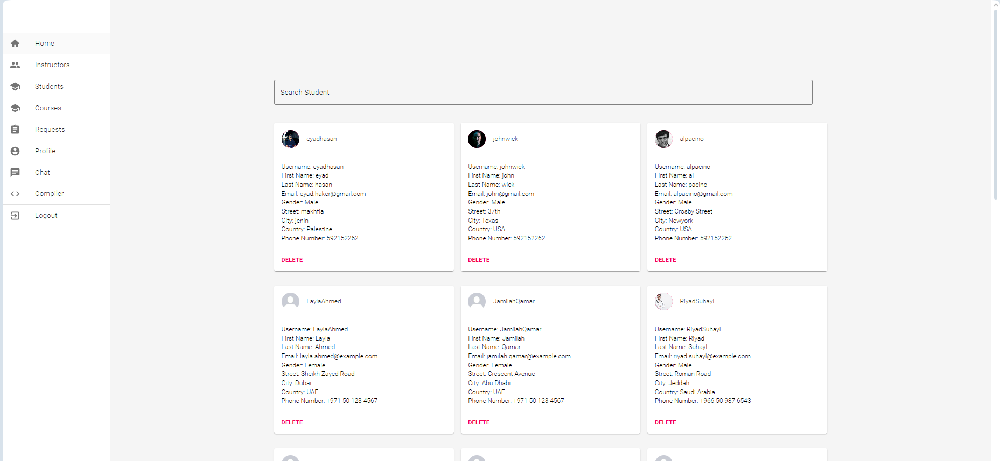 Home
Instructors
Students
Courses
Requests
Profile
Chat
Compiler
Logout
Search Student
eyadhasan
Username: eyadhasan
First Name: eyad
Last Name: hasan
Email: eyad.haker@gmail.com
Gender: Male
Street: makhfia
City: jenin
Country: Palestine
Phone Number: 592152262
DELETE
johnwick
Username: johnwick
First Name: john
Last Name: wick
Email: john@gmail.com
Gender: Male
Street: 37th
City: Texas
Country: USA
Phone Number: 592152262
DELETE
alpacino
Username: alpacino
First Name: al
Last Name: pacino
Email: alpacino@gmail.com
Gender: Male
Street: Crosby Street
City: Newyork
Country: USA
Phone Number: 592152262
DELETE
LaylaAhmed
Username: LaylaAhmed
First Name: Layla
Last Name: Ahmed
Email: layla.ahmed@example.com
Gender: Female
Street: Sheikh Zayed Road
City: Dubai
Country: UAE
Phone Number: +971 50 123 4567
DELETE
JamilahQamar
Username: JamilahQamar
First Name: Jamilah
Last Name: Qamar
Email: jamilah.qamar@example.com
Gender: Female
Street: Crescent Avenue
City: Abu Dhabi
Country: UAE
Phone Number: +971 50 123 4567
DELETE
RiyadSuhayl
Username: RiyadSuhayl
First Name: Riyad
Last Name: Suhayl
Email: riyad.suhayl@example.com
Gender: Male
Street: Roman Road
City: Jeddah
Country: Saudi Arabia
Phone Number: +966 50 987 6543
DELETE